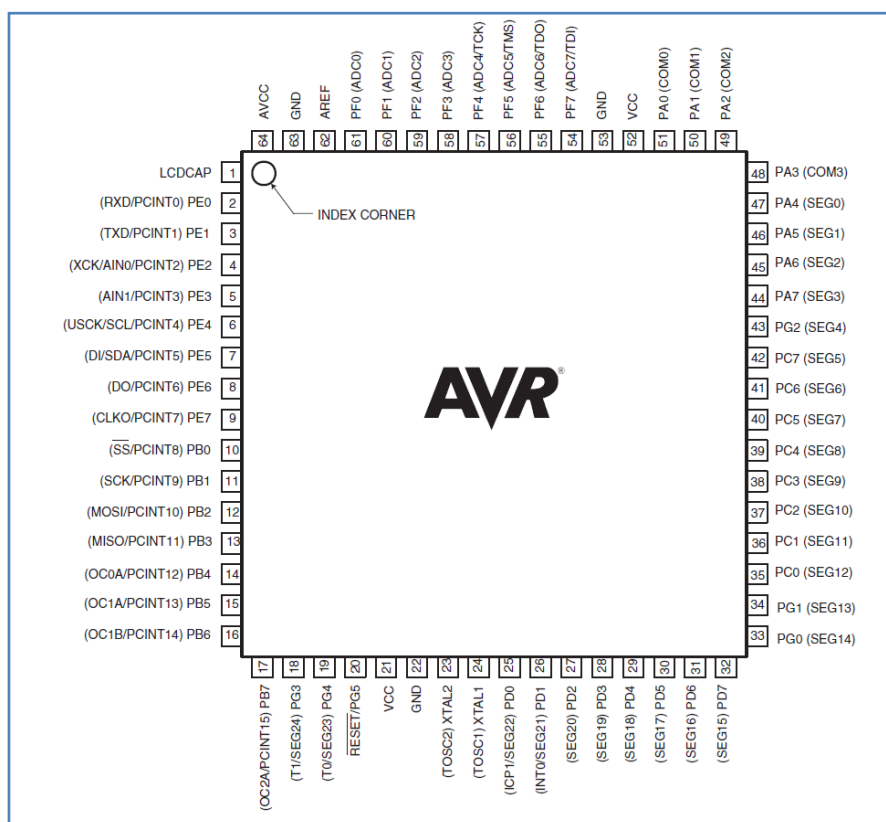 AVCC
GND
AREF
PF0 (ADC0)
PF1 (ADC1)
PF2 (ADC2)
PF3 (ADC3)
PF4 (ADC4/TCK)
PF5 (ADC5/TMS)
PF6 (ADC6/TDO)
PF7 (ADC7/TDI)
GND
VCC
PA0 (COM0)
PA1 (COM1)
PA2 (COM2)
64
63
62
61
60
59
58
57
56
55
54
53
52
51
50
49
LCDCAP 1
(RXD/PCINT0) PE0 2
(TXD/PCINT1) PE1 3
(XCK/AIN0/PCINT2) PE2 4
(AIN1/PCINT3) PE3 5
(USCK/SCL/PCINT4) PE4 6
(DI/SDA/PCINT5) PE5 7
(DO/PCINT6) PE6 8
(CLKO/PCINT7) PE7 9
(SS/PCINT8) PB0 10
(SCK/PCINT9) PB1 11
(MOSI/PCINT10) PB2 12
(MISO/PCINT11) PB3 13
(OC0A/PCINT12) PB4 14
(OC1A/PCINT13) PB5 15
(OC1B/PCINT14) PB6 16
INDEX CORNER
AVR®
48 PA3 (COM3)
47 PA4 (SEG0)
46 PA5 (SEG1)
45 PA6 (SEG2)
44 PA7 (SEG3)
43 PG2 (SEG4)
42 PC7 (SEG5)
41 PC6 (SEG6)
40 PC5 (SEG7)
39 PC4 (SEG8)
38 PC3 (SEG9)
37 PC2 (SEG10)
36 PC1 (SEG11)
35 PC0 (SEG12)
34 PG1 (SEG13)
33 PG0 (SEG14)
17
18
19
20
21
22
23
24
25
26
27
28
29
30
31
32
(OC2A/PCINT15) PB7
(T1/SEG24) PG3
(T0/SEG23) PG4
RESET/PG5
VCC
GND
(TOSC2) XTAL2
(TOSC1) XTAL1
(ICP1/SEG22) PD0
(INT0/SEG21) PD1
(SEG20) PD2
(SEG19) PD3
(SEG18) PD4
(SEG17) PD5
(SEG16) PD6
(SEG15) PD7